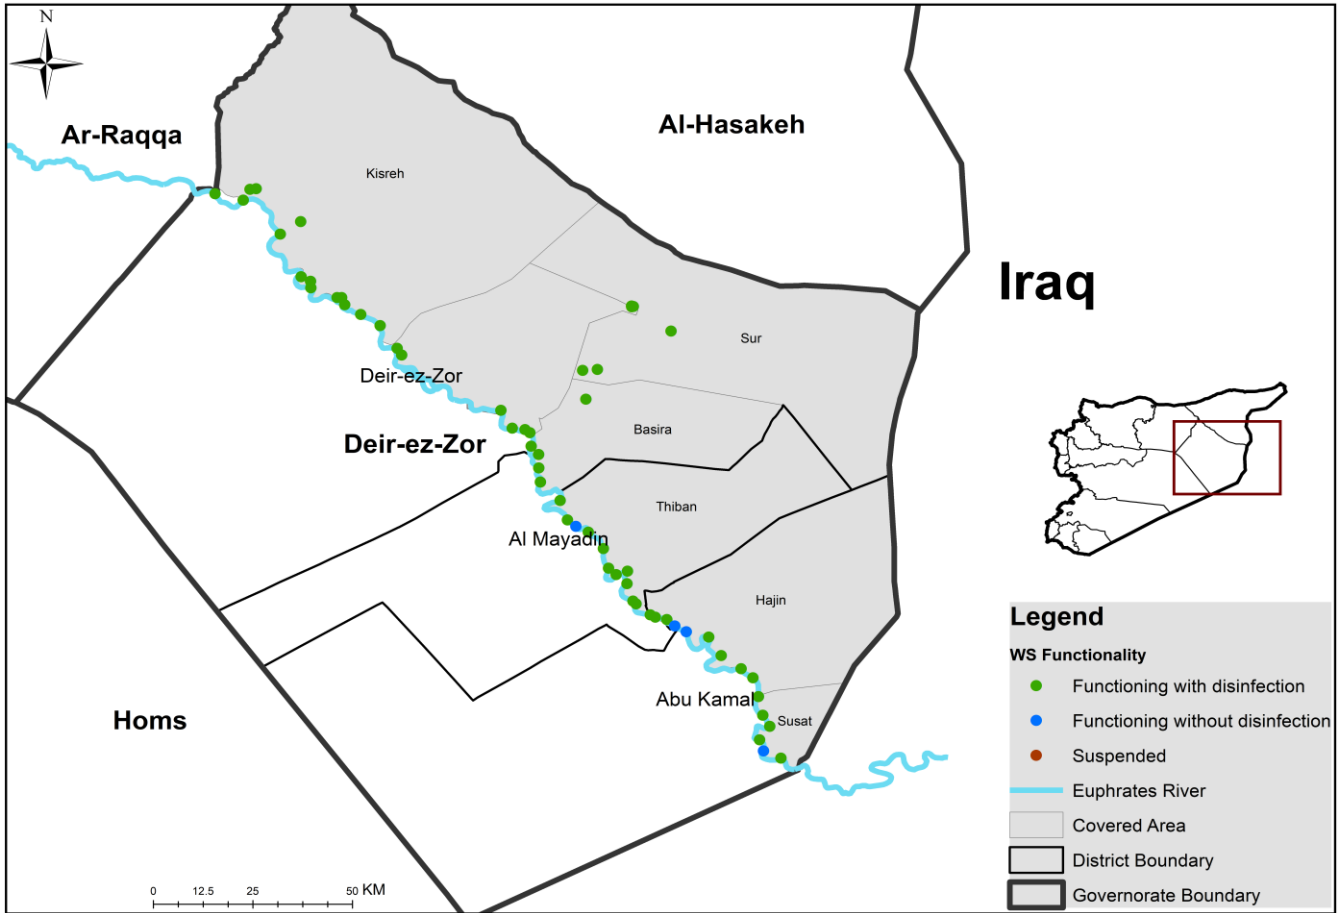 N
Ar-Raqqa
Al-Hasakeh
Kisreh
Iraq
Sur
Deir-ez-Zor
Basira
Deir-ez-Zor
Thiban
Al Mayadin
Hajin
Abu Kamal
Susat
Homs
0 12.5 25 50 KM
Legend
WS Functionality
Functioning with disinfection
Functioning without disinfection
Suspended
Euphrates River
Covered Area
District Boundary
Governorate Boundary